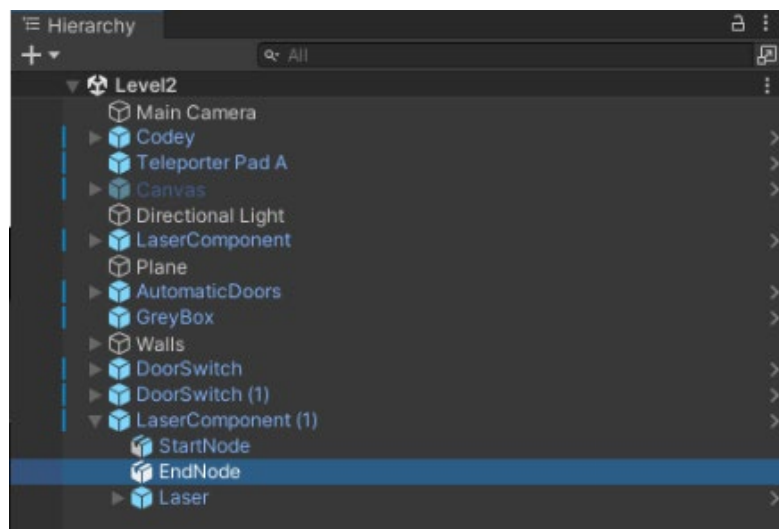 Hierarchy
All
Level2
Main Camera
Codey
Teleporter Pad A
Canvas
Directional Light
LaserComponent
Plane
AutomaticDoors
GreyBox
Walls
DoorSwitch
DoorSwitch (1)
LaserComponent (1)
StartNode
EndNode
Laser